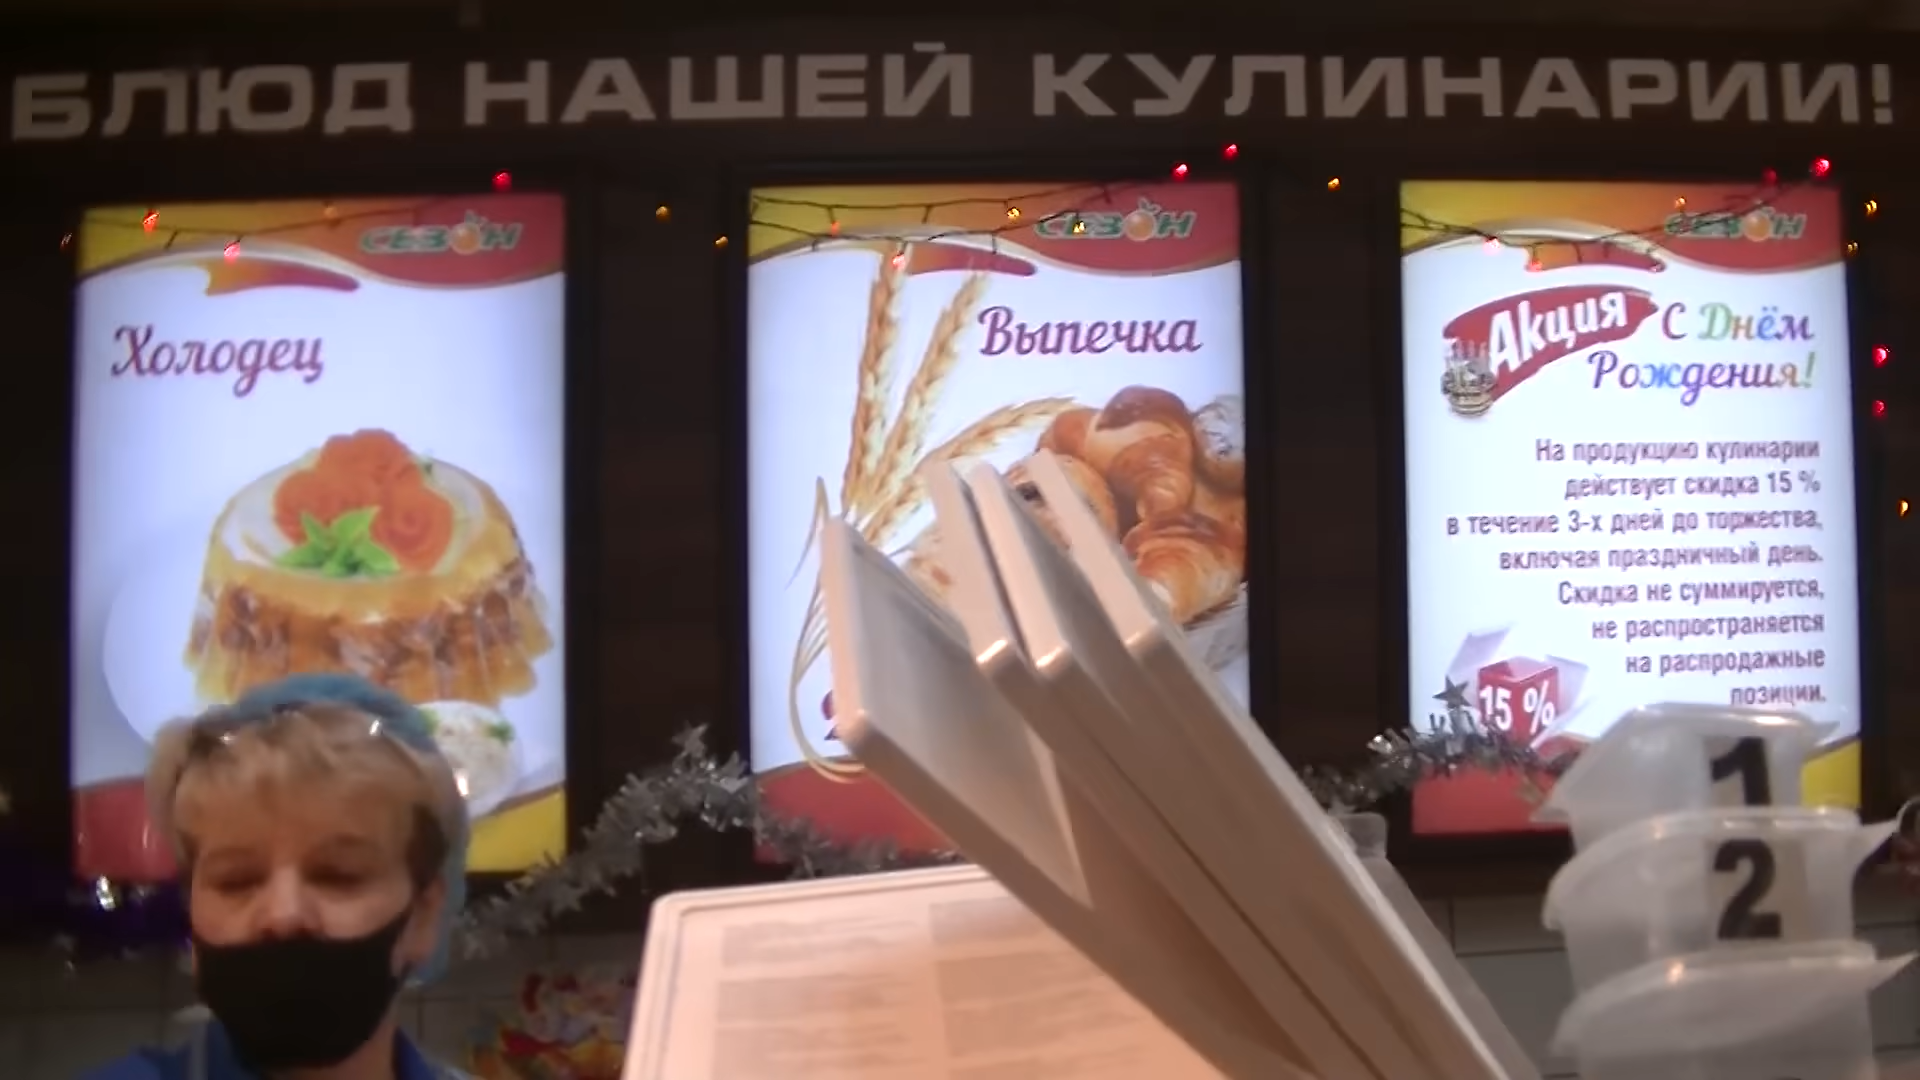 БЛЮД НАШЕЙ КУЛИНАРИИ!
СЕЗОН
Холодец
СЕЗОН
Выпечка
СЕЗОН
Акция С Днём
Рождения!
На продукцию кулинарии
действует скидка 15 %
в течение 3-х дней до торжества,
включая праздничный день.
Скидка не суммируется,
не распространяется
на распродажные
позиции.
15 %
1
2